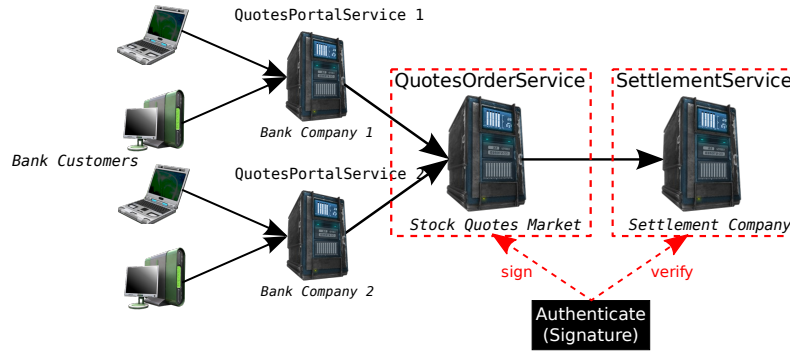 QuotesPortalService 1
Bank Company 1
Bank Customers
QuotesPortalService 2
Bank Company 2
QuotesOrderService
Stock Quotes Market
SettlementService
Settlement Company
sign
verify
Authenticate
(Signature)